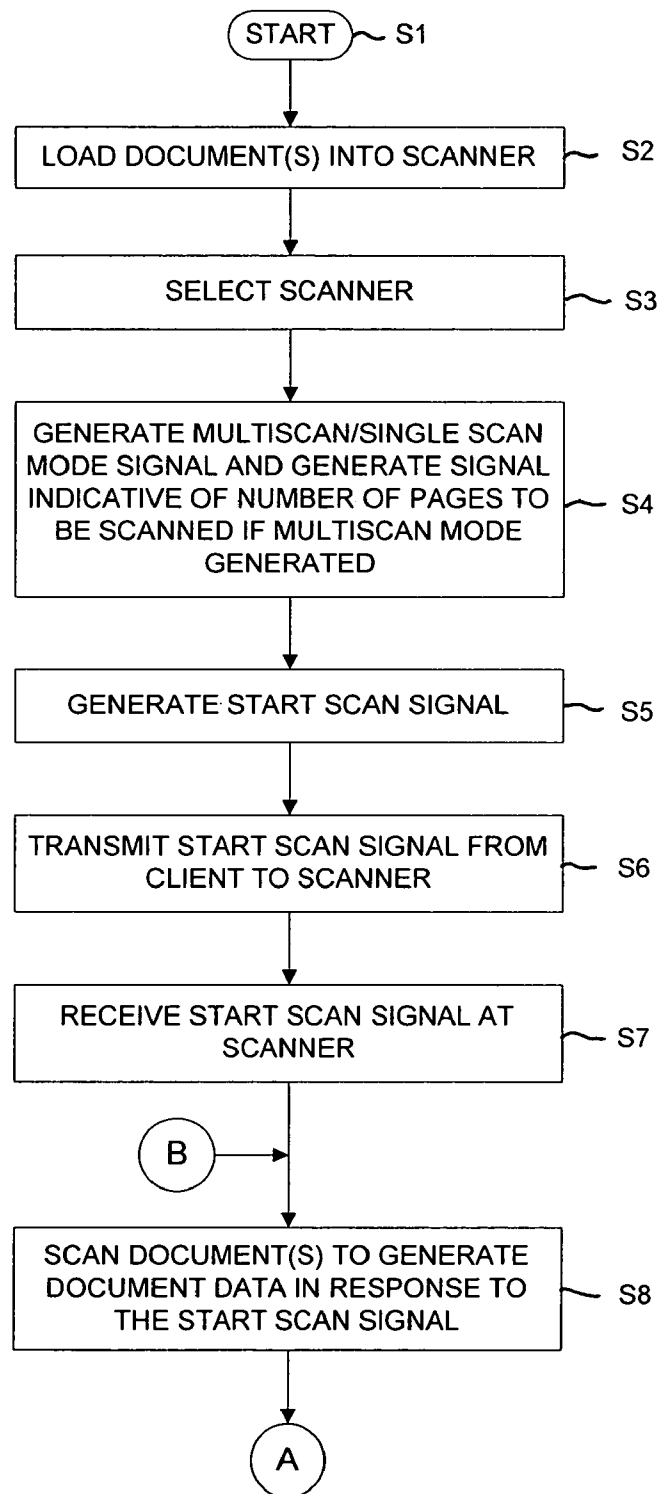 START S1
LOAD DOCUMENT(S) INTO SCANNER S2
SELECT SCANNER S3
GENERATE MULTISCAN/SINGLE SCAN
MODE SIGNAL AND GENERATE SIGNAL
INDICATIVE OF NUMBER OF PAGES TO
BE SCANNED IF MULTISCAN MODE
GENERATED
S4
GENERATE START SCAN SIGNAL S5
TRANSMIT START SCAN SIGNAL FROM
CLIENT TO SCANNER
S6
RECEIVE START SCAN SIGNAL AT
SCANNER
S7
B
SCAN DOCUMENT(S) TO GENERATE
DOCUMENT DATA IN RESPONSE TO
THE START SCAN SIGNAL
S8
A